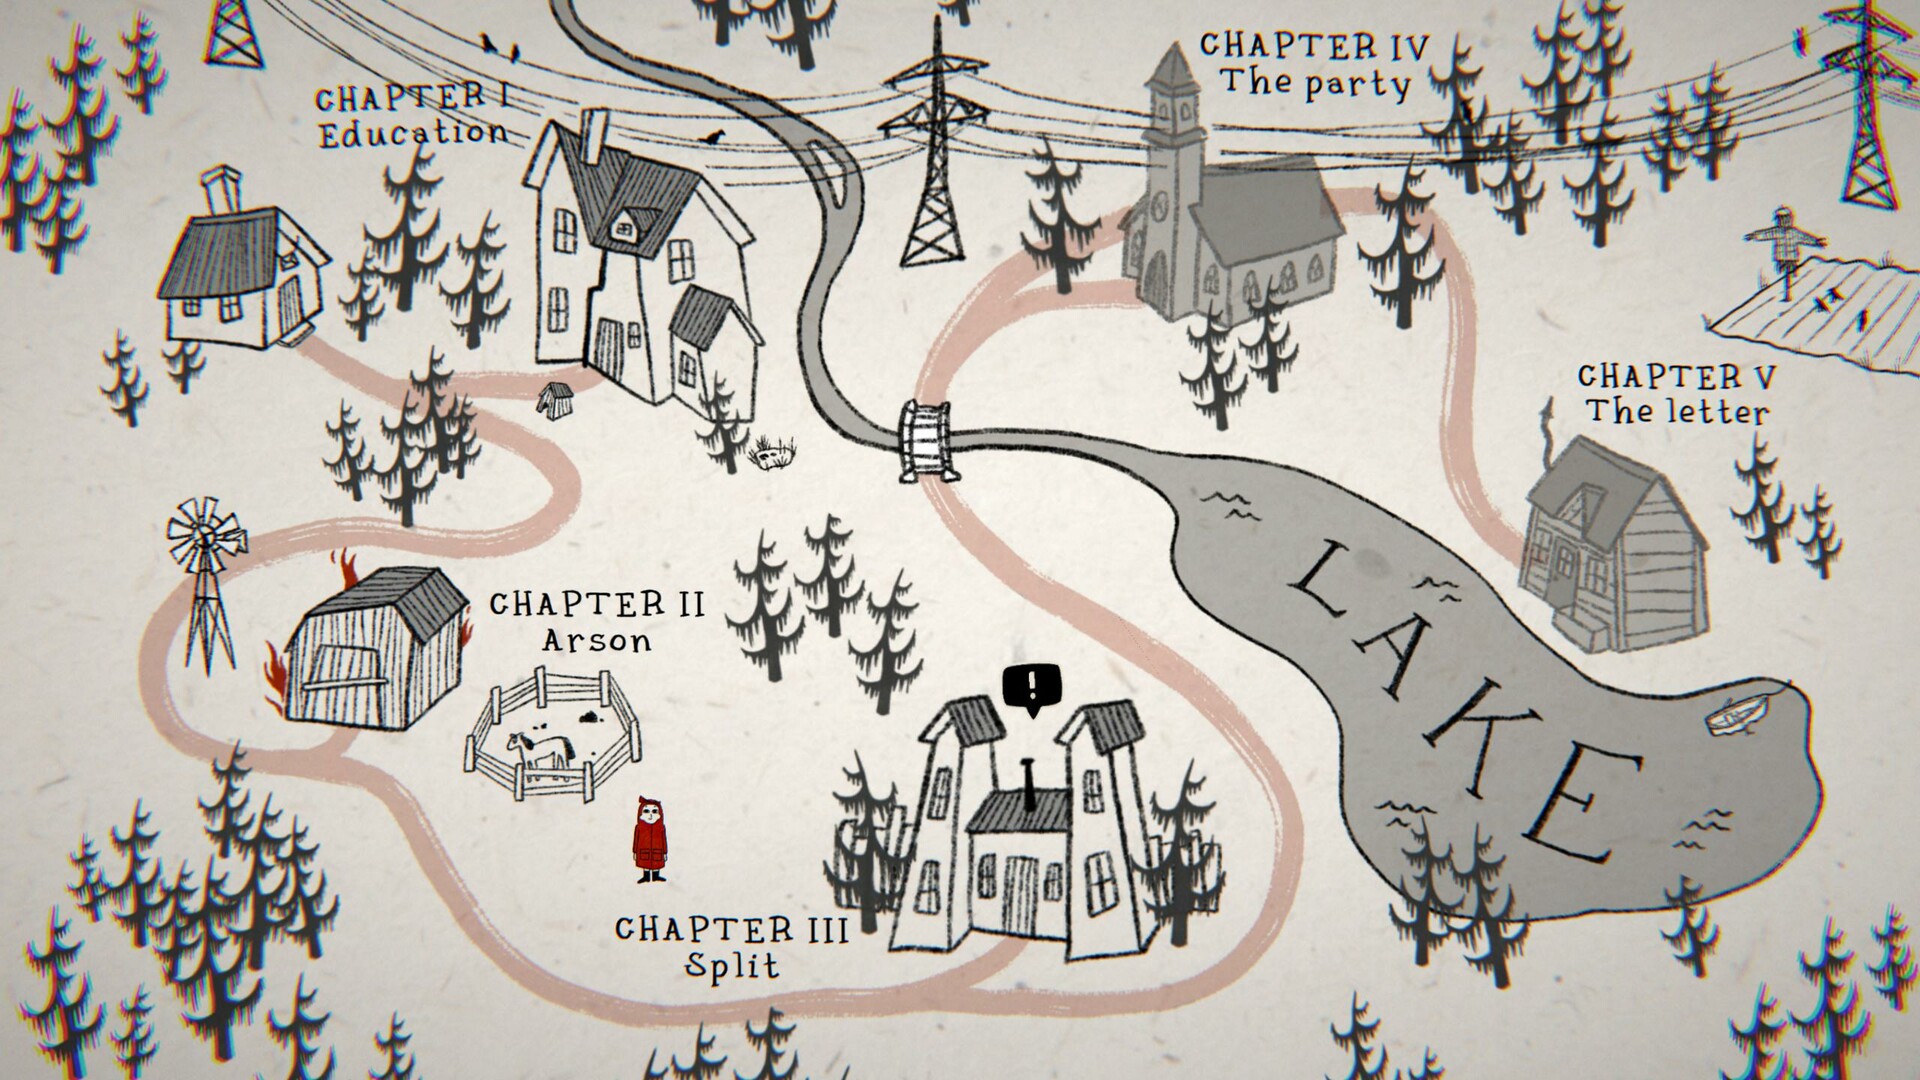 CHAPTER I
Education
CHAPTER IV
The party
CHAPTER V
The letter
LAKE
CHAPTER II
Arson
!
CHAPTER III
Split